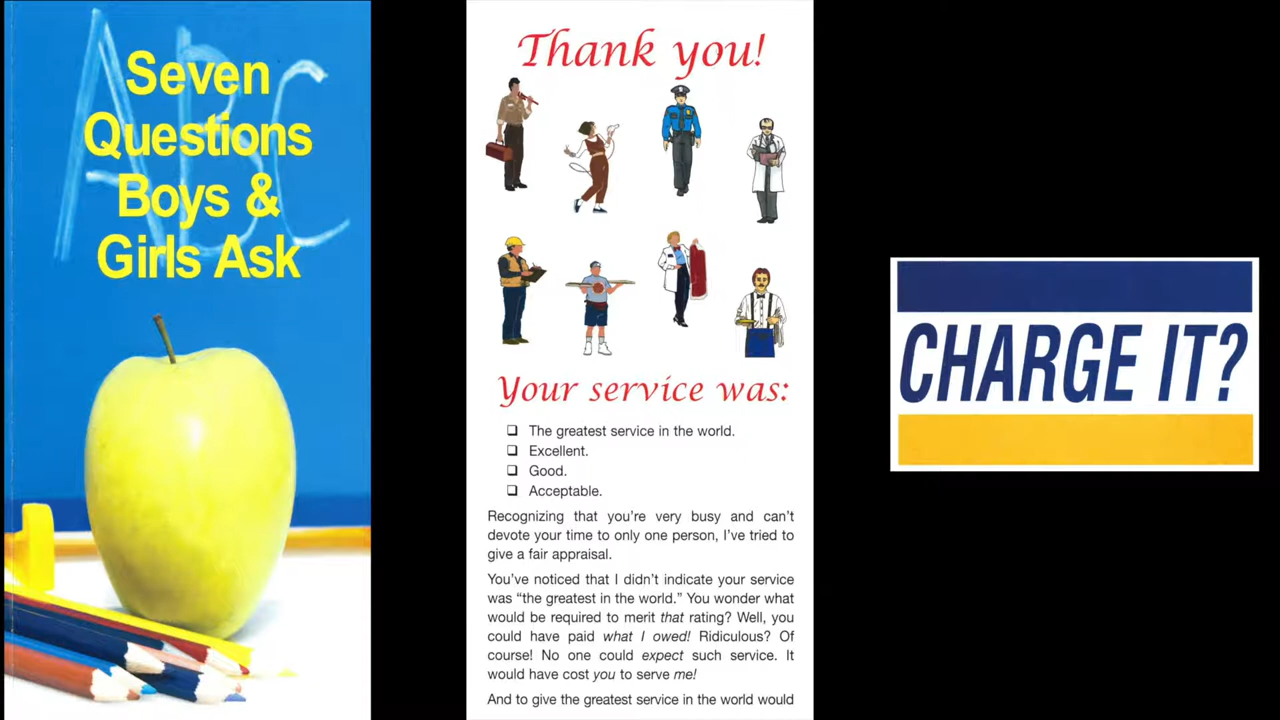 ABC
Seven
Questions
Boys &
Girls Ask
Thank you!
Your service was:
❏ The greatest service in the world.
❏ Excellent.
❏ Good.
❏ Acceptable.
Recognizing that you're very busy and can't
devote your time to only one person, I've tried to
give a fair appraisal.
You've noticed that I didn't indicate your service
was “the greatest in the world.” You wonder what
would be required to merit that rating? Well, you
could have paid what I owed! Ridiculous? Of
course! No one could expect such service. It
would have cost you to serve me!
And to give the greatest service in the world would
CHARGE IT?